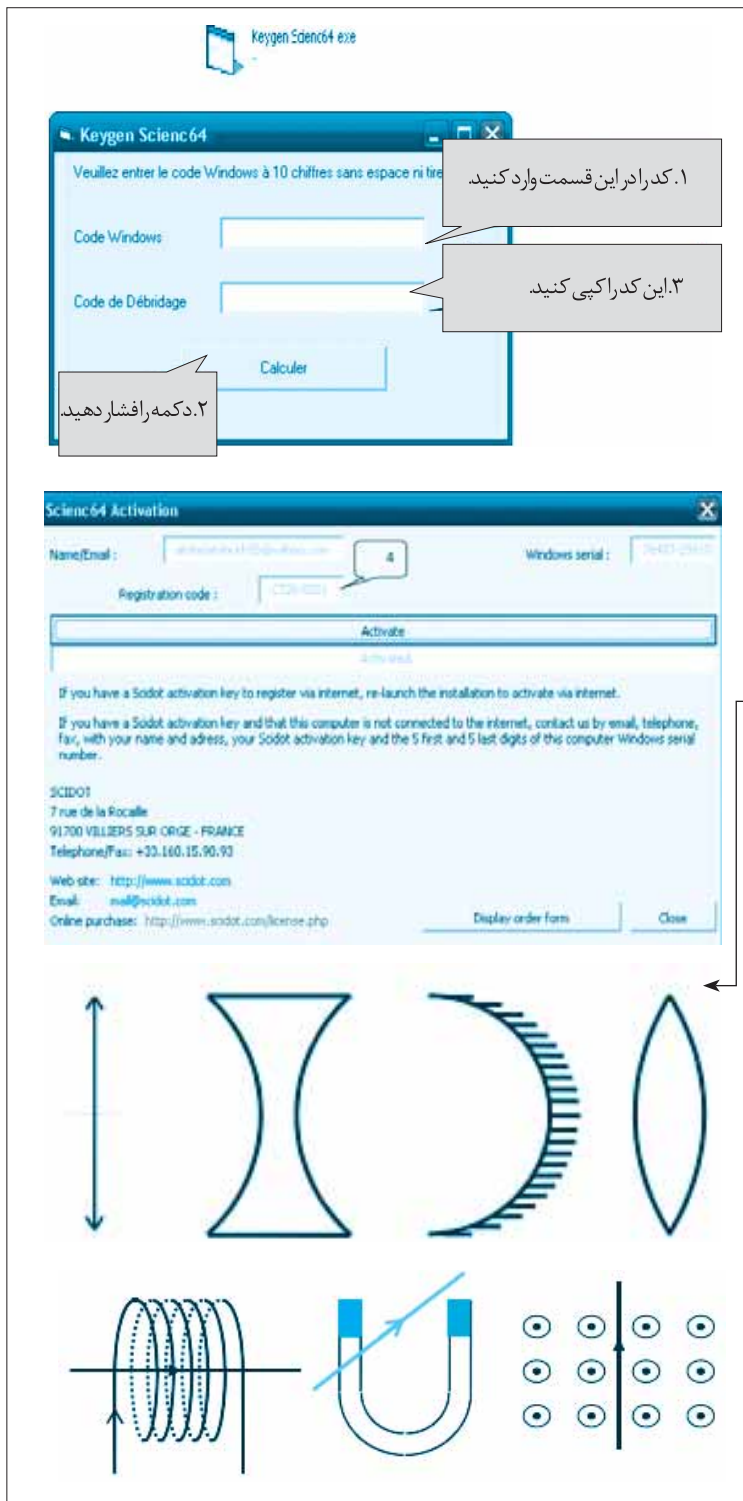 Keygen Scienc64 exe
Keygen Scienc64
Veuillez entrer le code Windows à 10 chiffres sans espace ni tire
۱. کد را در این قسمت وارد کنید.
Code Windows
۳. این کد را کپی کنید.
Code de Débridage
Calculer
۲. دکمه را فشار دهید.
Scienc64 Activation
Name/Email :
4
Windows serial :
Registration code :
Activate
Activated
If you have a Scidot activation key to register via internet, re-launch the installation to activate via internet.
If you have a Scidot activation key and that this computer is not connected to the internet, contact us by email, telephone,
fax, with your name and adress, your Scidot activation key and the 5 first and 5 last digits of this computer Windows serial
number.
SCIDOT
7 rue de la Rocaille
91700 VILLIERS SUR ORGE - FRANCE
Telephone/Fax: +33.160.15.90.93
Web site: http://www.scidot.com
Email: mail@scidot.com
Online purchase: http://www.scidot.com/license.php
Display order form
Close